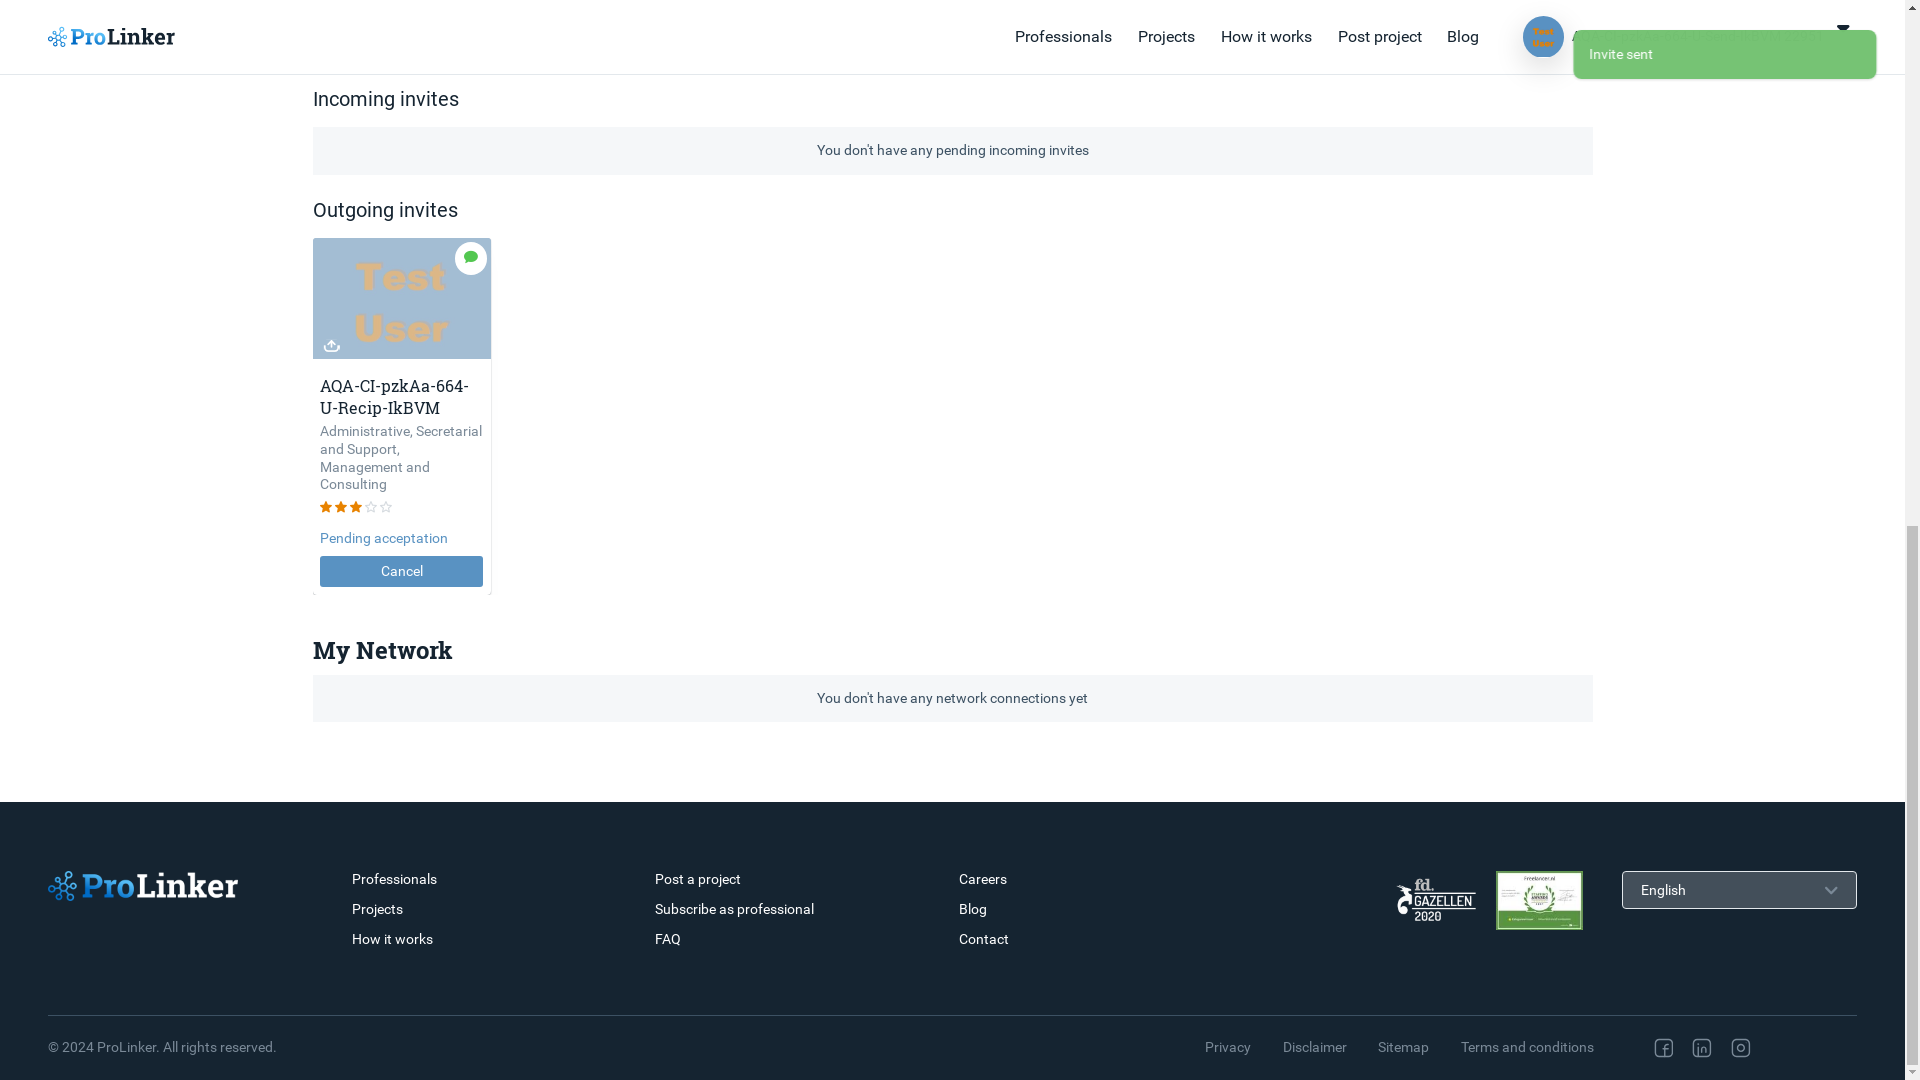 ProLinker
Professionals
Projects
How it works
Post project
Blog
Test
User
Invite sent
Incoming invites
You don't have any pending incoming invites
Outgoing invites
Test
User
AQA-CI-pzkAa-664-
U-Recip-IkBVM
Administrative, Secretarial
and Support,
Management and
Consulting
Pending acceptation
Cancel
My Network
You don't have any network connections yet
ProLinker
Professionals
Projects
How it works
Post a project
Subscribe as professional
FAQ
Careers
Blog
Contact
fd.
GAZELLEN
2020
Freelancer.nl
English
© 2024 ProLinker. All rights reserved.
Privacy
Disclaimer
Sitemap
Terms and conditions